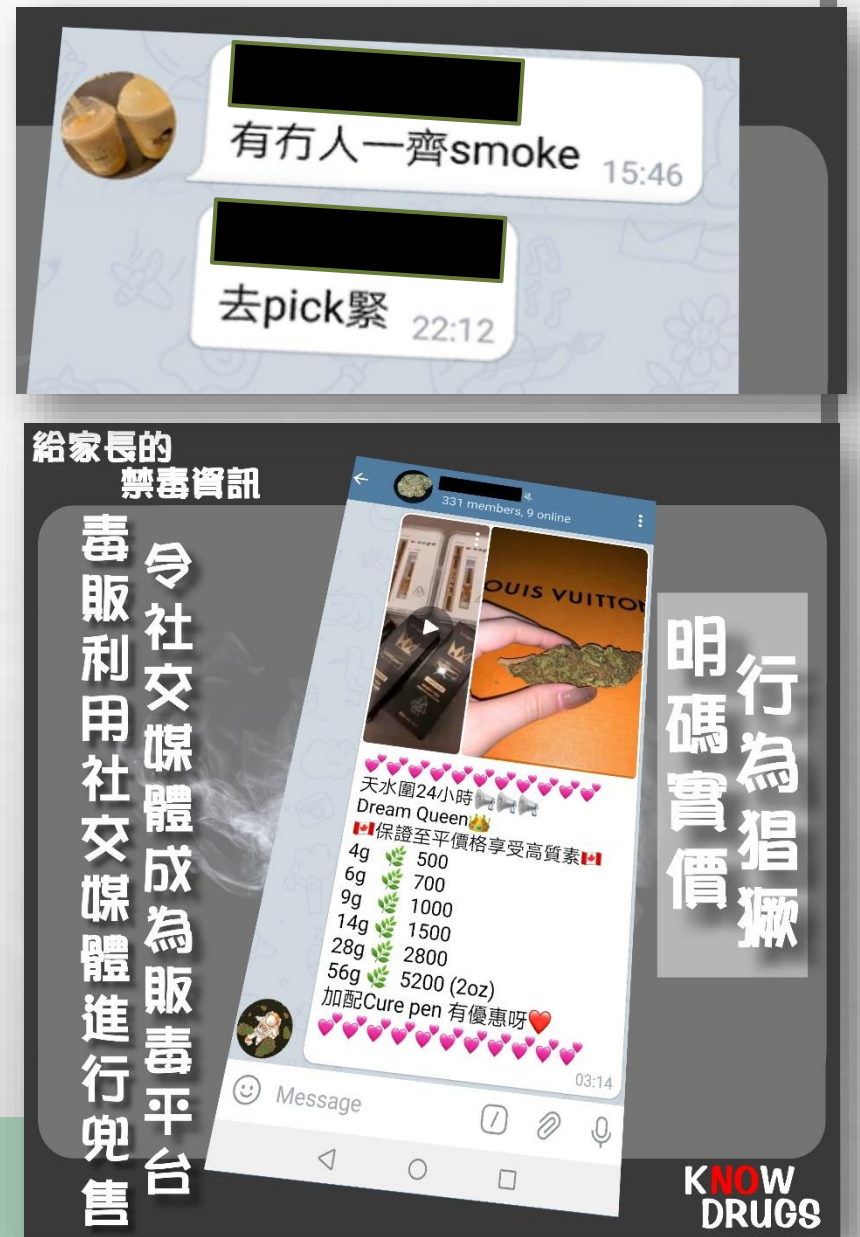 有冇人一齊smoke 15:46
去pick緊 22:12
給家長的
禁毒資訊
毒販利用社交媒體進行兜售
令社交媒體成為販毒平台
331 members, 9 online
OUIS VUITTO
天水圍24小時📢📢📢
Dream Queen👑
🇨🇦保證至平價格享受高質素🇨🇦
4g 🌿 500
6g 🌿 700
9g 🌿 1000
14g 🌿 1500
28g 🌿 2800
56g 🌿 5200 (2oz)
加配Cure pen 有優惠呀❤️
03:14
Message
明碼實價
行為猖獗
KNOW
DRUGS